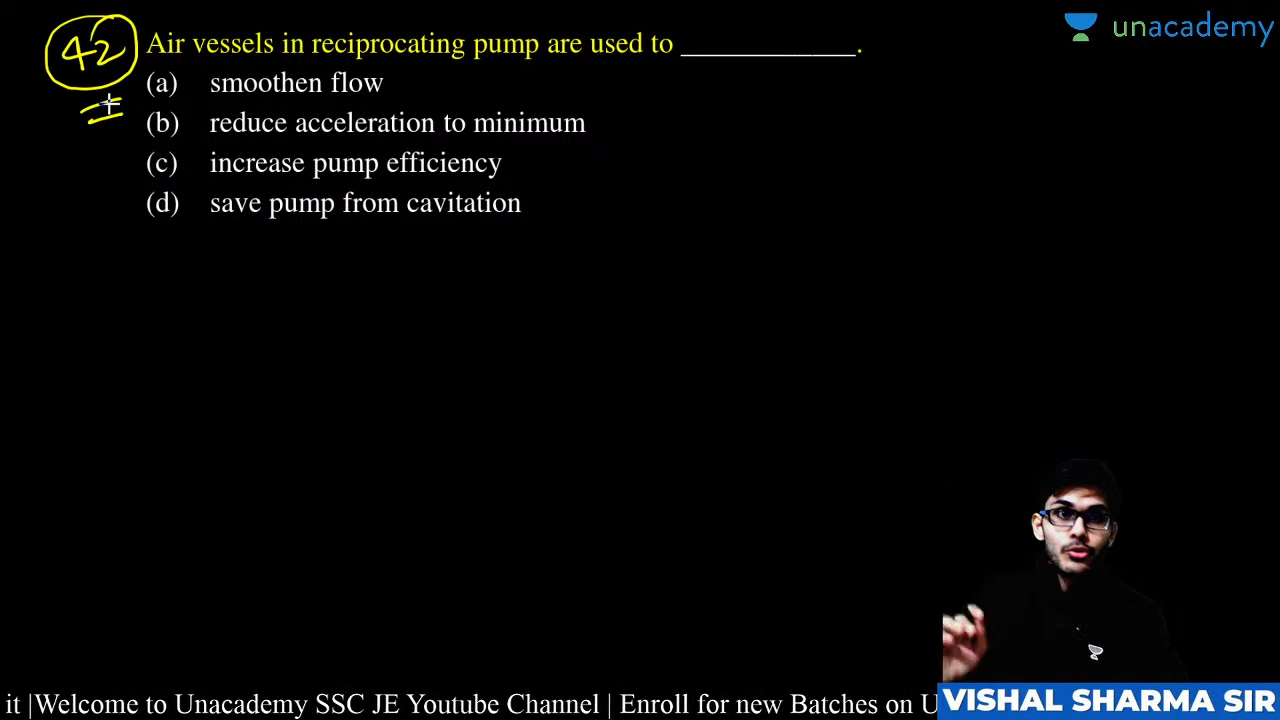 42 Air vessels in reciprocating pump are used to _____________.
unacademy
(a) smoothen flow
(b) reduce acceleration to minimum
(c) increase pump efficiency
(d) save pump from cavitation
it |Welcome to Unacademy SSC JE Youtube Channel | Enroll for new Batches on U
VISHAL SHARMA SIR